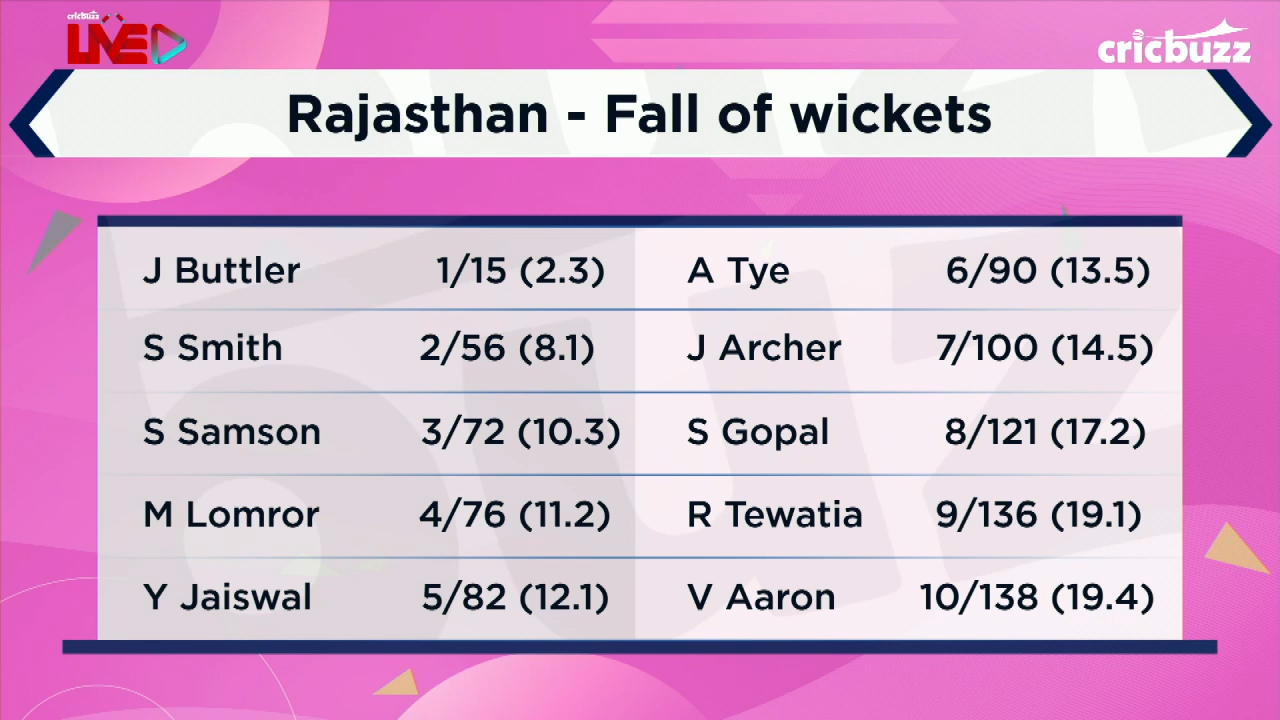 cricbuzz
LIVE
cricbuzz
Rajasthan - Fall of wickets
J Buttler 1/15 (2.3) A Tye 6/90 (13.5)
S Smith 2/56 (8.1) J Archer 7/100 (14.5)
S Samson 3/72 (10.3) S Gopal 8/121 (17.2)
M Lomror 4/76 (11.2) R Tewatia 9/136 (19.1)
Y Jaiswal 5/82 (12.1) V Aaron 10/138 (19.4)